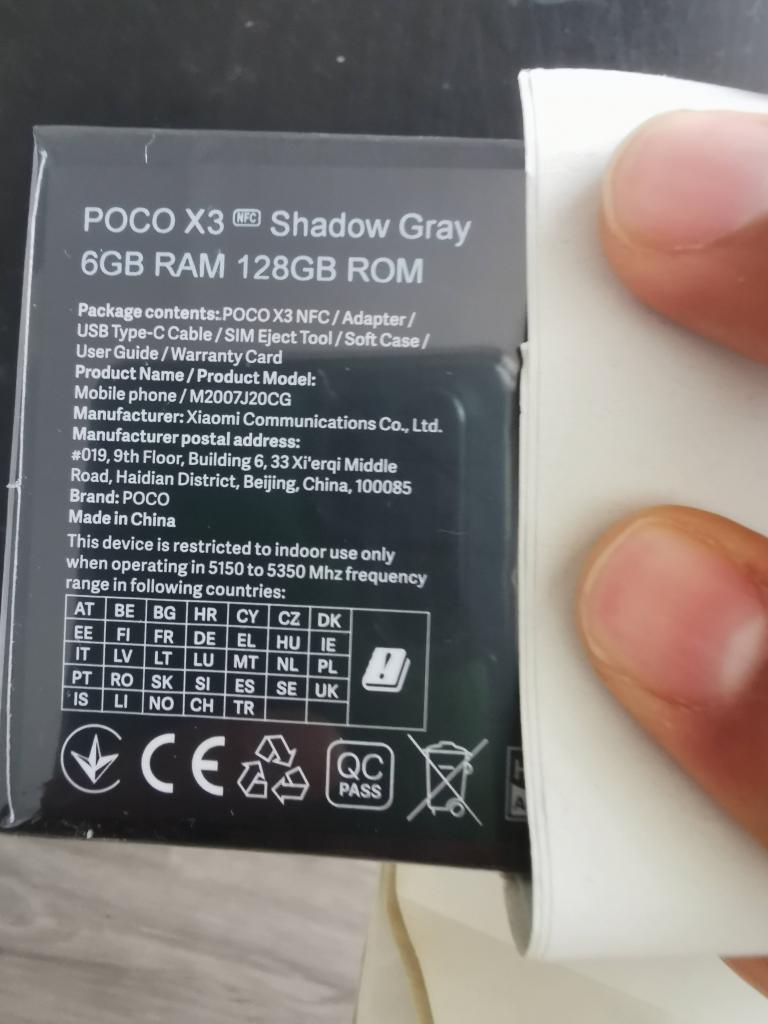 POCO X3 NFC Shadow Gray
6GB RAM 128GB ROM
Package contents: POCO X3 NFC / Adapter /
USB Type-C Cable / SIM Eject Tool / Soft Case /
User Guide / Warranty Card
Product Name / Product Model:
Mobile phone / M2007J20CG
Manufacturer: Xiaomi Communications Co., Ltd.
Manufacturer postal address:
#019, 9th Floor, Building 6, 33 Xi'erqi Middle
Road, Haidian District, Beijing, China, 100085
Brand: POCO
Made in China
This device is restricted to indoor use only
when operating in 5150 to 5350 Mhz frequency
range in following countries:
AT BE BG HR CY CZ DK
EE FI FR DE EL HU IE
IT LV LT LU MT NL PL
PT RO SK SI ES SE UK
IS LI NO CH TR
CE QC
PASS